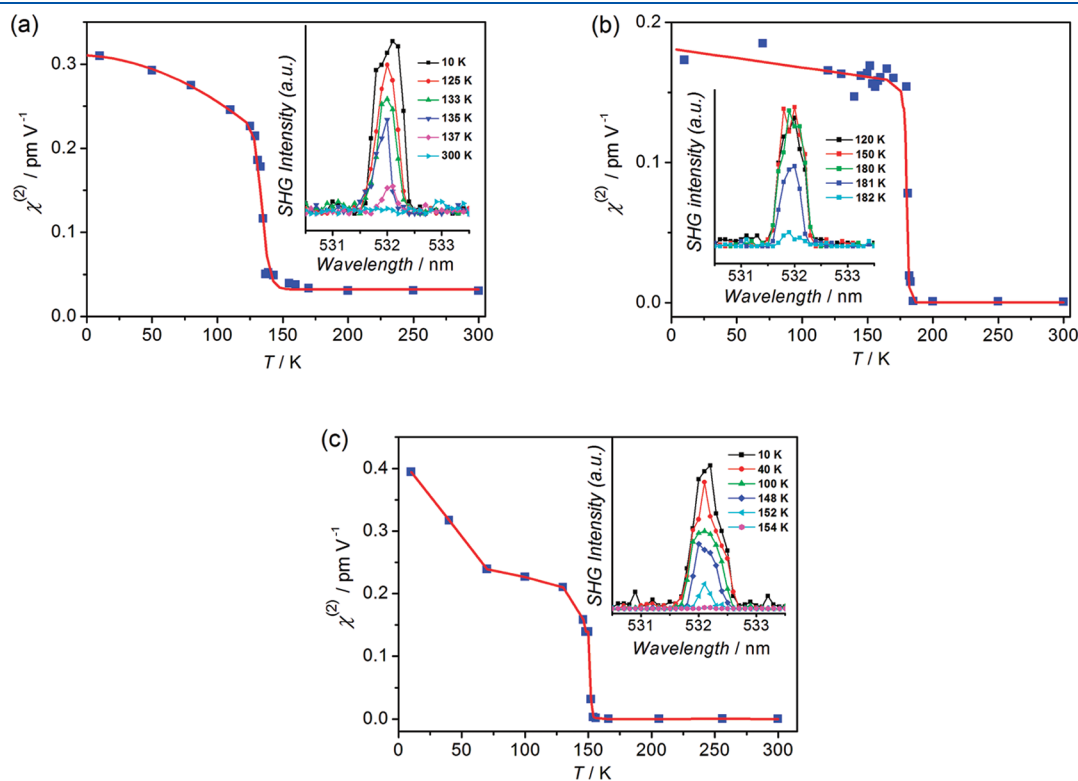 (a)
χ(2) / pm V-1
0.3
0.2
0.1
0.0
0 50 100 150 200 250 300
T / K
SHG Intensity (a.u.)
10 K
125 K
133 K
135 K
137 K
300 K
531 532 533
Wavelength / nm
(b)
χ(2) / pm V-1
0.2
0.1
0.0
0 50 100 150 200 250 300
T / K
SHG Intensity (a.u.)
120 K
150 K
180 K
181 K
182 K
531 532 533
Wavelength / nm
(c)
χ(2) / pm V-1
0.4
0.3
0.2
0.1
0.0
0 50 100 150 200 250 300
T / K
SHG Intensity (a.u.)
10 K
40 K
100 K
148 K
152 K
154 K
531 532 533
Wavelength / nm